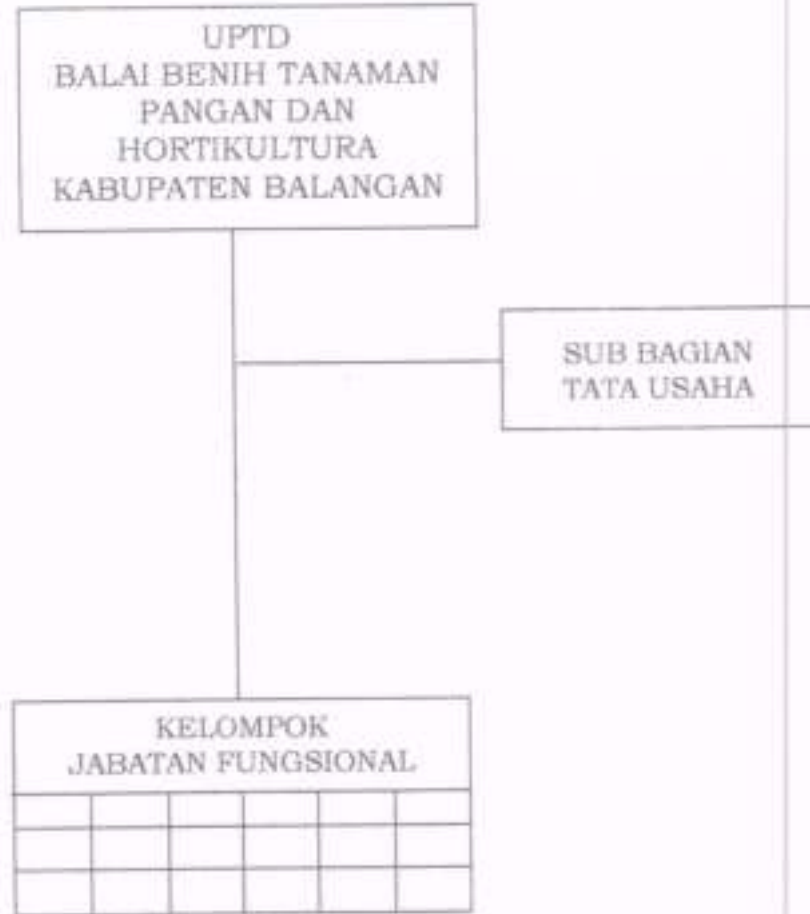 UPTD
BALAI BENIH TANAMAN
PANGAN DAN
HORTIKULTURA
KABUPATEN BALANGAN
SUB BAGIAN
TATA USAHA
KELOMPOK
JABATAN FUNGSIONAL